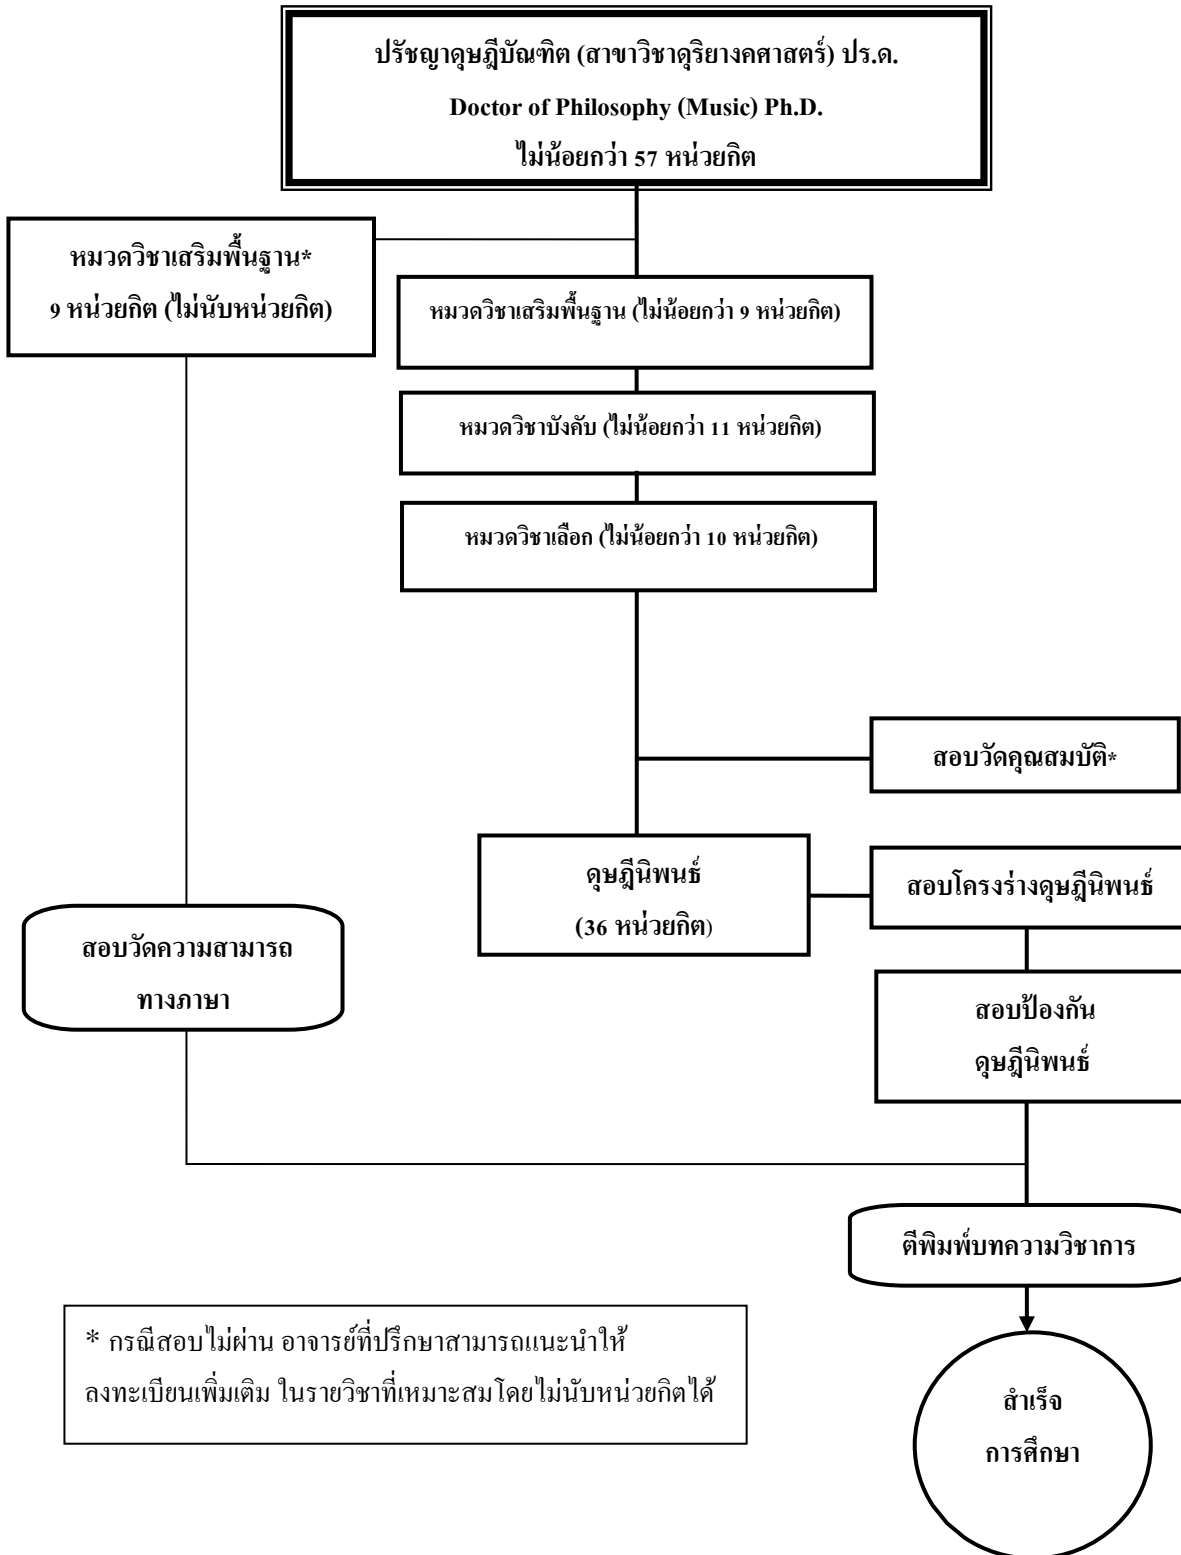 ปรัชญาดุษฎีบัณฑิต (สาขาวิชาดุริยางคศาสตร์) ปร.ด.
Doctor of Philosophy (Music) Ph.D.
ไม่น้อยกว่า 57 หน่วยกิต
หมวดวิชาเสริมพื้นฐาน*
9 หน่วยกิต (ไม่นับหน่วยกิต)
หมวดวิชาเสริมพื้นฐาน (ไม่น้อยกว่า 9 หน่วยกิต)
หมวดวิชาบังคับ (ไม่น้อยกว่า 11 หน่วยกิต)
หมวดวิชาเลือก (ไม่น้อยกว่า 10 หน่วยกิต)
สอบวัดคุณสมบัติ*
ดุษฎีนิพนธ์
(36 หน่วยกิต)
สอบโครงร่างดุษฎีนิพนธ์
สอบวัดความสามารถ
ทางภาษา
สอบป้องกัน
ดุษฎีนิพนธ์
ตีพิมพ์บทความวิชาการ
* กรณีสอบไม่ผ่าน อาจารย์ที่ปรึกษาสามารถแนะนำให้
ลงทะเบียนเพิ่มเติม ในรายวิชาที่เหมาะสมโดยไม่นับหน่วยกิตได้
สำเร็จ
การศึกษา